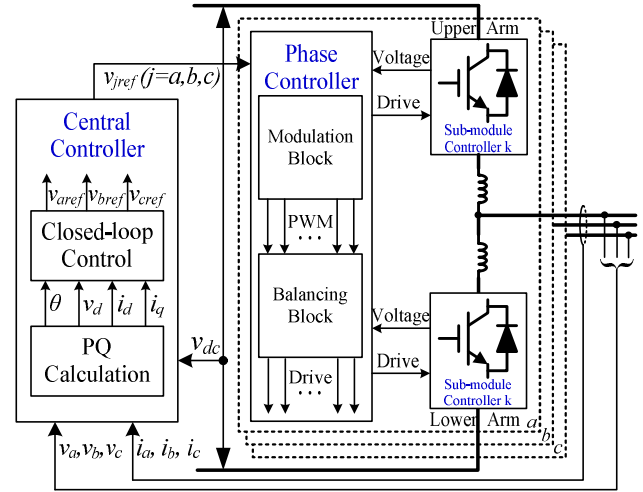 Upper Arm
v_jref (j=a,b,c)
Phase
Controller
Voltage
Drive
Sub-module
Controller k
Central
Controller
Modulation
Block
v_aref v_bref v_cref
PWM
...
Closed-loop
Control
θ v_d i_d i_q
Balancing
Block
Voltage
Drive
PQ
Calculation
v_dc
Drive
...
Sub-module
Controller k
Lower Arm
a
b
c
v_a,v_b,v_c
i_a, i_b, i_c